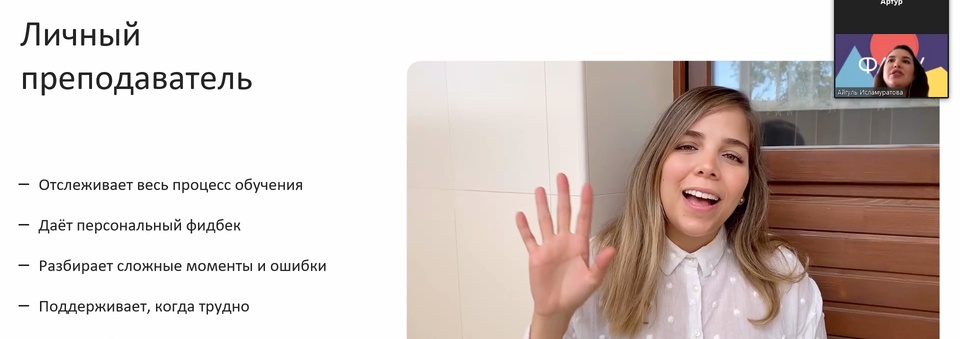 Артур
Личный
преподаватель
Айгуль Исламуратова
— Отслеживает весь процесс обучения
— Даёт персональный фидбек
— Разбирает сложные моменты и ошибки
— Поддерживает, когда трудно